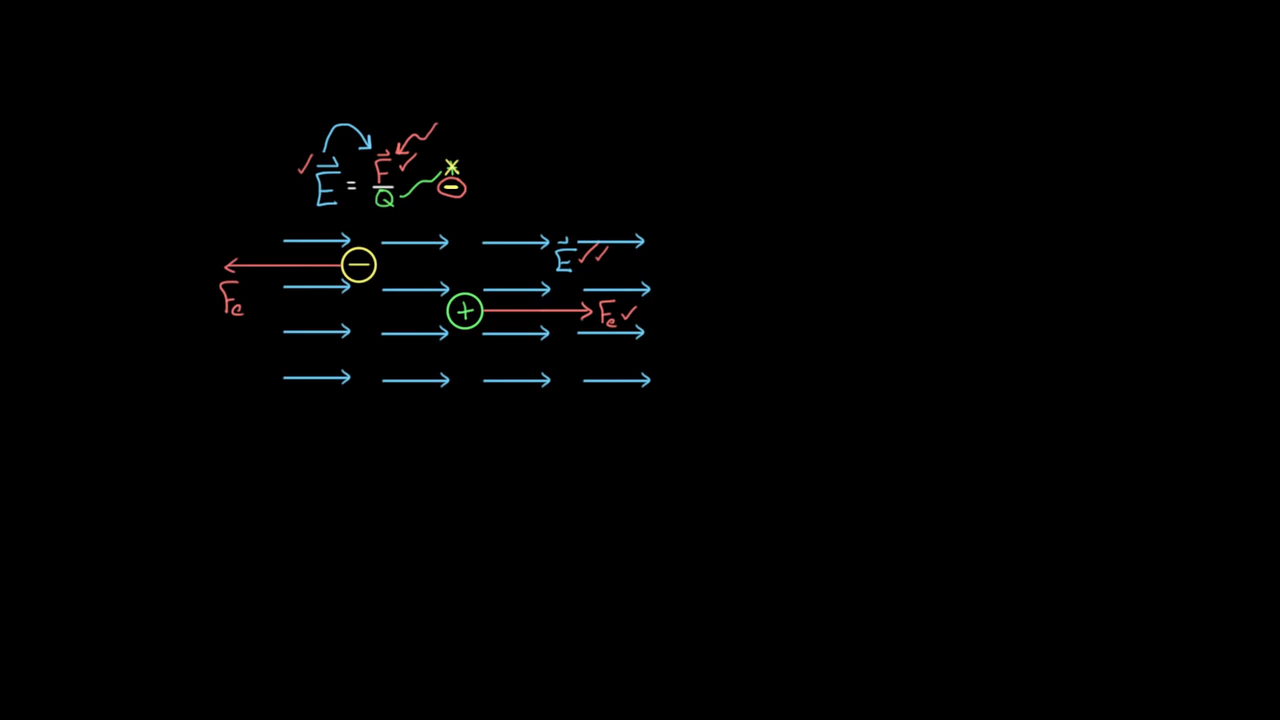 E = F/Q * -
E
-
Fe
+ Fe